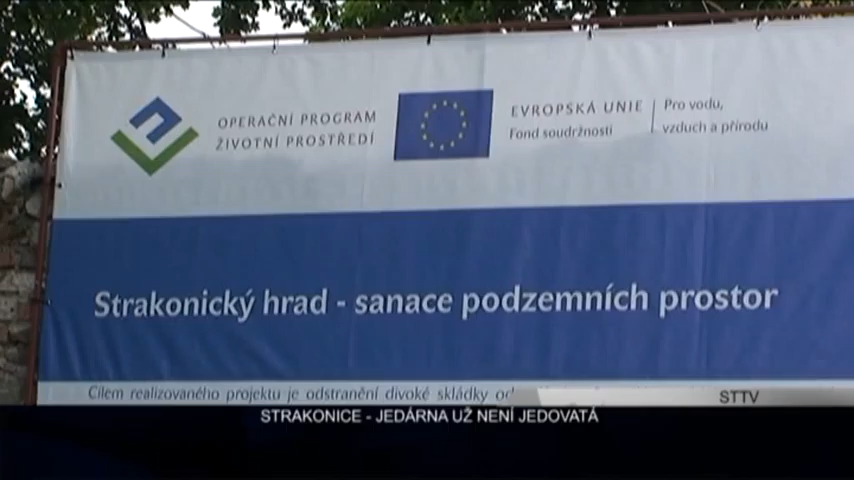 OPERAČNÍ PROGRAM
ŽIVOTNÍ PROSTŘEDÍ
EVROPSKÁ UNIE
Fond soudržnosti
Pro vodu,
vzduch a přírodu
Strakonický hrad - sanace podzemních prostor
Cílem realizovaného projektu je odstranění divoké skládky
STTV
STRAKONICE - JEDÁRNA UŽ NENÍ JEDOVATÁ